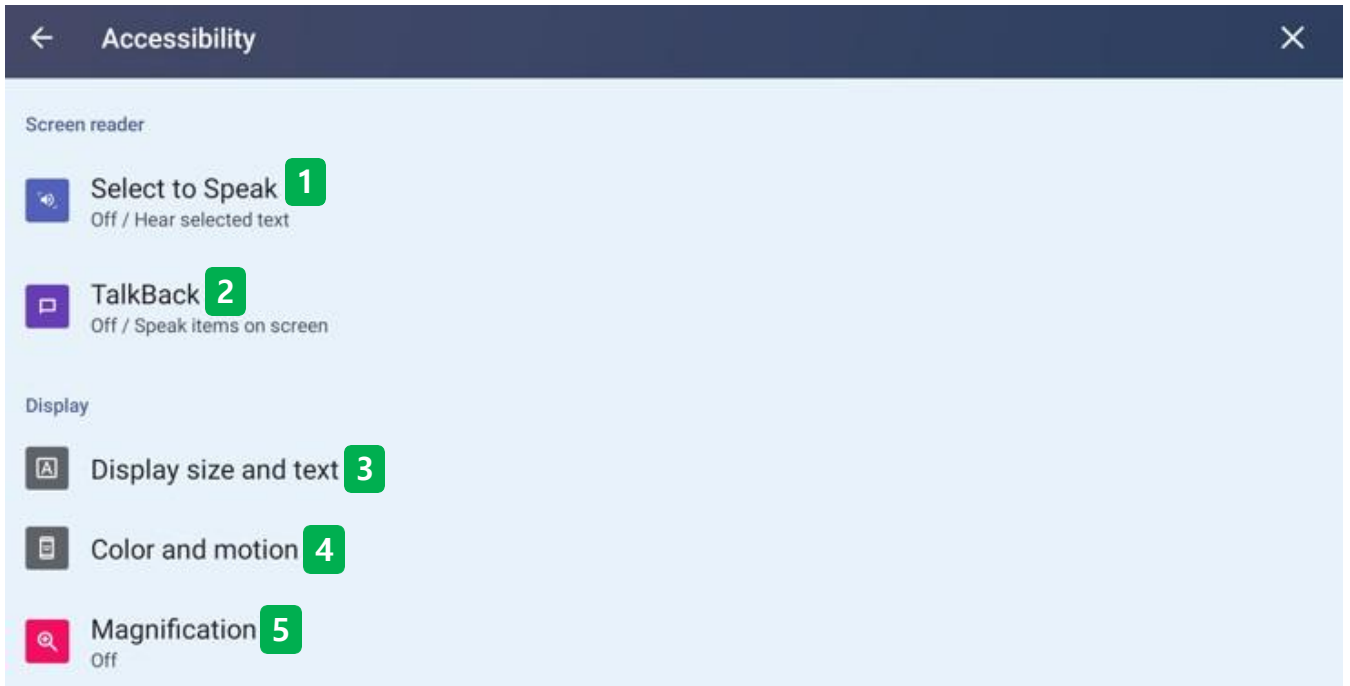 Accessibility
Screen reader
Select to Speak 1
Off / Hear selected text
TalkBack 2
Off / Speak items on screen
Display
Display size and text 3
Color and motion 4
Magnification 5
Off